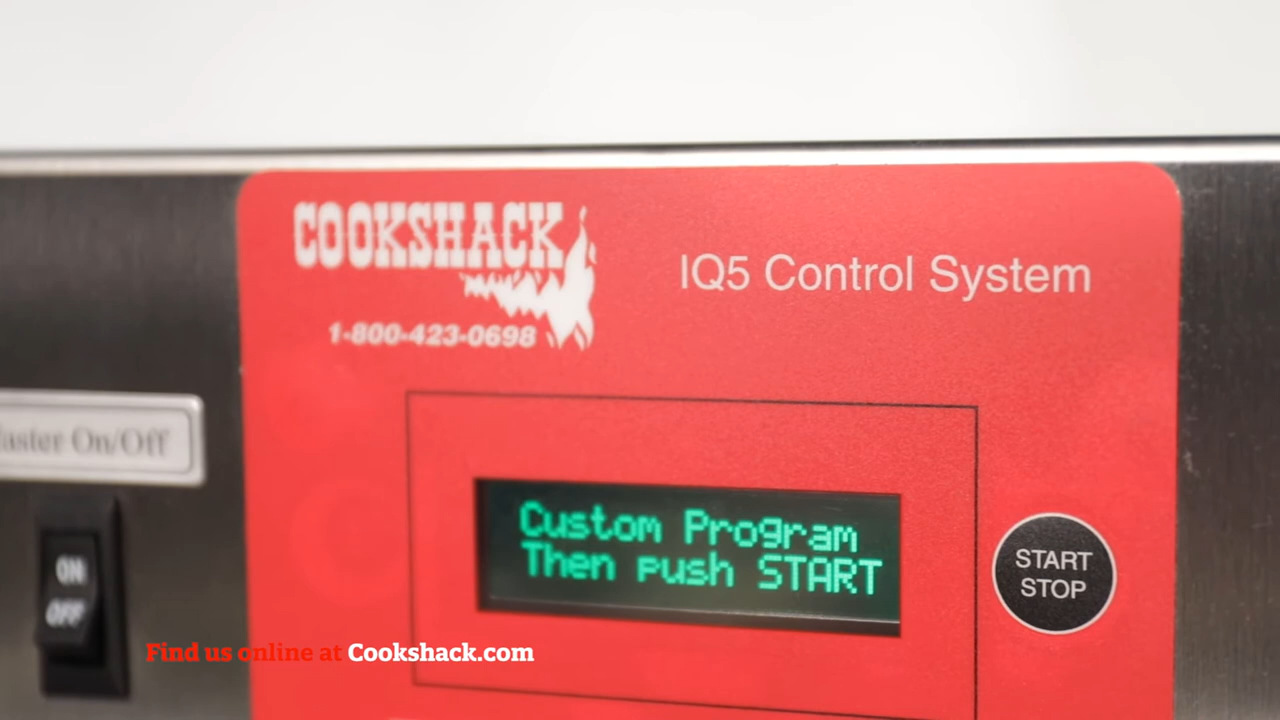 COOKSHACK
1-800-423-0698
IQ5 Control System
On/Off
ON
OFF
Custom Program
Then push START
START
STOP
Find us online at Cookshack.com